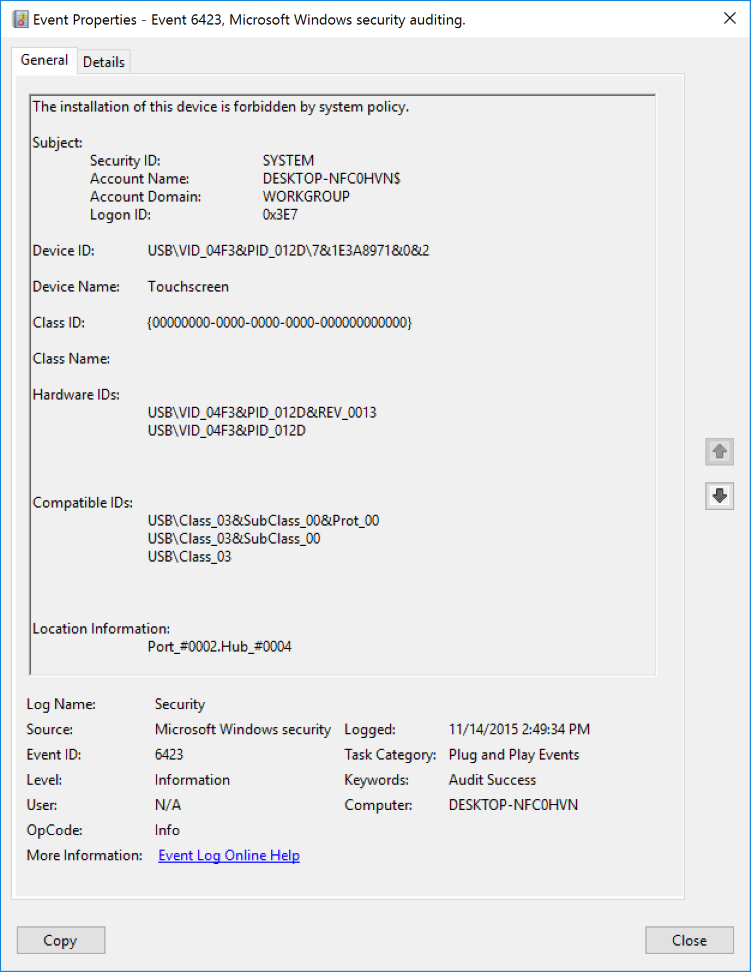 Event Properties - Event 6423, Microsoft Windows security auditing.
General
Details
The installation of this device is forbidden by system policy.
Subject:
Security ID: SYSTEM
Account Name: DESKTOP-NFC0HVN$
Account Domain: WORKGROUP
Logon ID: 0x3E7
Device ID: USB\VID_04F3&PID_012D\7&1E3A8971&0&2
Device Name: Touchscreen
Class ID: {00000000-0000-0000-0000-000000000000}
Class Name:
Hardware IDs:
USB\VID_04F3&PID_012D&REV_0013
USB\VID_04F3&PID_012D
Compatible IDs:
USB\Class_03&SubClass_00&Prot_00
USB\Class_03&SubClass_00
USB\Class_03
Location Information:
Port_#0002.Hub_#0004
Log Name: Security
Source: Microsoft Windows security Logged: 11/14/2015 2:49:34 PM
Event ID: 6423 Task Category: Plug and Play Events
Level: Information Keywords: Audit Success
User: N/A Computer: DESKTOP-NFC0HVN
OpCode: Info
More Information: Event Log Online Help
Copy
Close